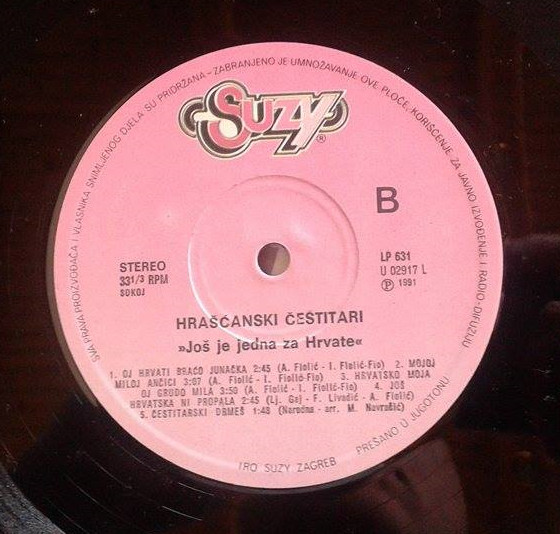 SVA PRAVA PROIZVOĐAČA I VLASNIKA SNIMLJENOG DJELA SU PRIDRŽANA – ZABRANJENO JE UMNOŽAVANJE OVE PLOČE, KORIŠĆENJE ZA JAVNO IZVOĐENJE I RADIO-DIFUZIJU
SUZY®
B
STEREO
33 1/3 RPM
SOKOJ
LP 631
U 02917 L
Ⓟ 1991
HRAŠĆANSKI ČEŠTITARI
»Još je jedna za Hrvate«
1. OJ HRVATI BRAĆO JUNAČKA 2:45 (A. Fiolić - I. Fiolić-Fio) 2. MOJOJ
MILOJ ANČICI 3:07 (A. Fiolić - I. Fiolić-Fio) 3. HRVATSKO MOJA
OJ GRUDO MILA 3:50 (A. Fiolić - I. Fiolić-Fio) 4. JOŠ
HRVATSKA NI PROPALA 2:45 (Lj. Gaj - F. Livadić - A. Fiolić)
5. ČEŠTITARSKI DRMEŠ 1:48 (Narodna - arr. M. Novrašić)
IRO SUZY ZAGREB
PREŠANO U JUGOTONU